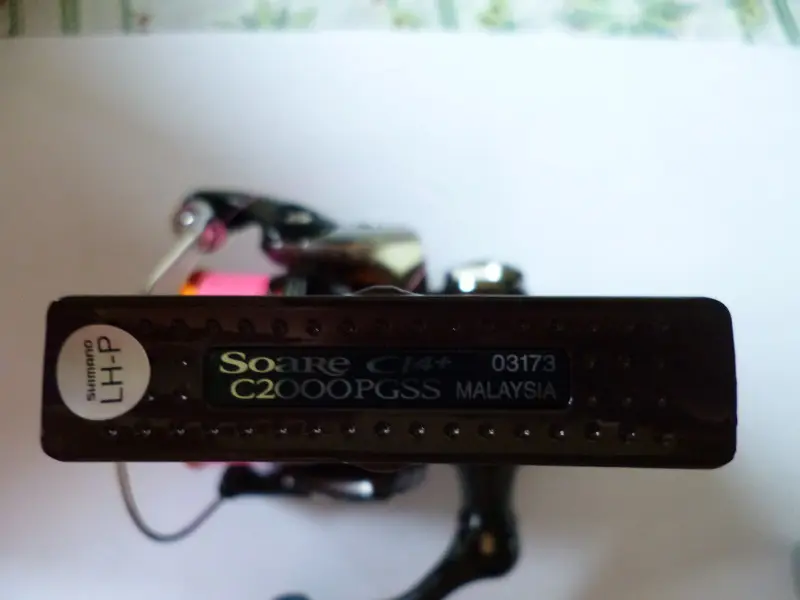 SHIMANO
LH-P
SOARE CI4+ 03173
C2000PGSS MALAYSIA